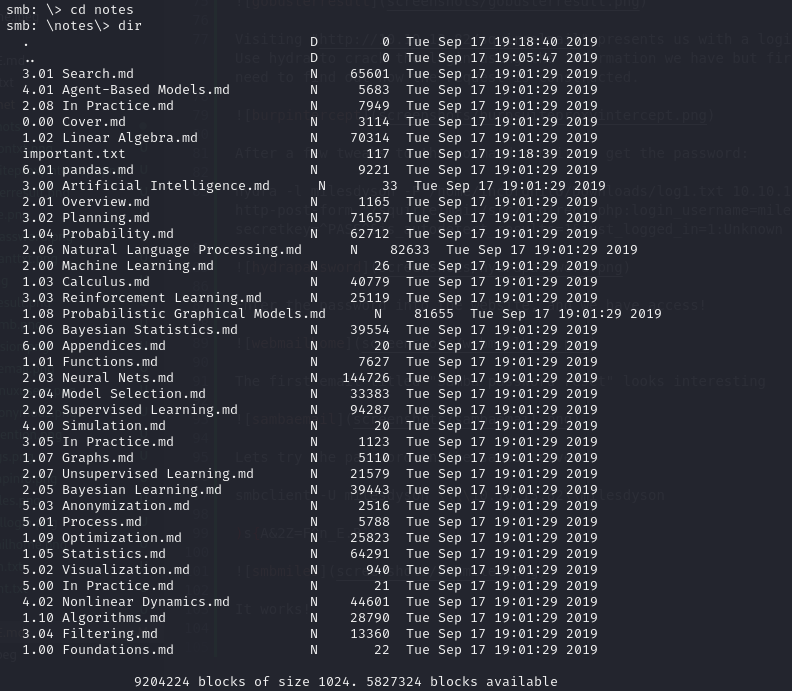 smb: \> cd notes
smb: \notes\> dir
  .                                   D        0  Tue Sep 17 19:18:40 2019
  ..                                  D        0  Tue Sep 17 19:05:47 2019
  3.01 Search.md                      N    65601  Tue Sep 17 19:01:29 2019
  4.01 Agent-Based Models.md          N     5683  Tue Sep 17 19:01:29 2019
  2.08 In Practice.md                 N     7949  Tue Sep 17 19:01:29 2019
  0.00 Cover.md                       N     3114  Tue Sep 17 19:01:29 2019
  1.02 Linear Algebra.md              N    70314  Tue Sep 17 19:01:29 2019
  important.txt                       N      117  Tue Sep 17 19:18:39 2019
  6.01 pandas.md                      N     9221  Tue Sep 17 19:01:29 2019
  3.00 Artificial Intelligence.md      N       33  Tue Sep 17 19:01:29 2019
  2.01 Overview.md                    N     1165  Tue Sep 17 19:01:29 2019
  3.02 Planning.md                    N    71657  Tue Sep 17 19:01:29 2019
  1.04 Probability.md                 N    62712  Tue Sep 17 19:01:29 2019
  2.06 Natural Language Processing.md      N    82633  Tue Sep 17 19:01:29 2019
  2.00 Machine Learning.md            N       26  Tue Sep 17 19:01:29 2019
  1.03 Calculus.md                    N    40779  Tue Sep 17 19:01:29 2019
  3.03 Reinforcement Learning.md      N    25119  Tue Sep 17 19:01:29 2019
  1.08 Probabilistic Graphical Models.md      N    81655  Tue Sep 17 19:01:29 2019
  1.06 Bayesian Statistics.md         N    39554  Tue Sep 17 19:01:29 2019
  6.00 Appendices.md                  N       20  Tue Sep 17 19:01:29 2019
  1.01 Functions.md                   N     7627  Tue Sep 17 19:01:29 2019
  2.03 Neural Nets.md                 N   144726  Tue Sep 17 19:01:29 2019
  2.04 Model Selection.md             N    33383  Tue Sep 17 19:01:29 2019
  2.02 Supervised Learning.md         N    94287  Tue Sep 17 19:01:29 2019
  4.00 Simulation.md                  N       20  Tue Sep 17 19:01:29 2019
  3.05 In Practice.md                 N     1123  Tue Sep 17 19:01:29 2019
  1.07 Graphs.md                      N     5110  Tue Sep 17 19:01:29 2019
  2.07 Unsupervised Learning.md       N    21579  Tue Sep 17 19:01:29 2019
  2.05 Bayesian Learning.md           N    39443  Tue Sep 17 19:01:29 2019
  5.03 Anonymization.md               N     2516  Tue Sep 17 19:01:29 2019
  5.01 Process.md                     N     5788  Tue Sep 17 19:01:29 2019
  1.09 Optimization.md                N    25823  Tue Sep 17 19:01:29 2019
  1.05 Statistics.md                  N    64291  Tue Sep 17 19:01:29 2019
  5.02 Visualization.md               N      940  Tue Sep 17 19:01:29 2019
  5.00 In Practice.md                 N       21  Tue Sep 17 19:01:29 2019
  4.02 Nonlinear Dynamics.md          N    44601  Tue Sep 17 19:01:29 2019
  1.10 Algorithms.md                  N    28790  Tue Sep 17 19:01:29 2019
  3.04 Filtering.md                   N    13360  Tue Sep 17 19:01:29 2019
  1.00 Foundations.md                 N       22  Tue Sep 17 19:01:29 2019
                9204224 blocks of size 1024. 5827324 blocks available